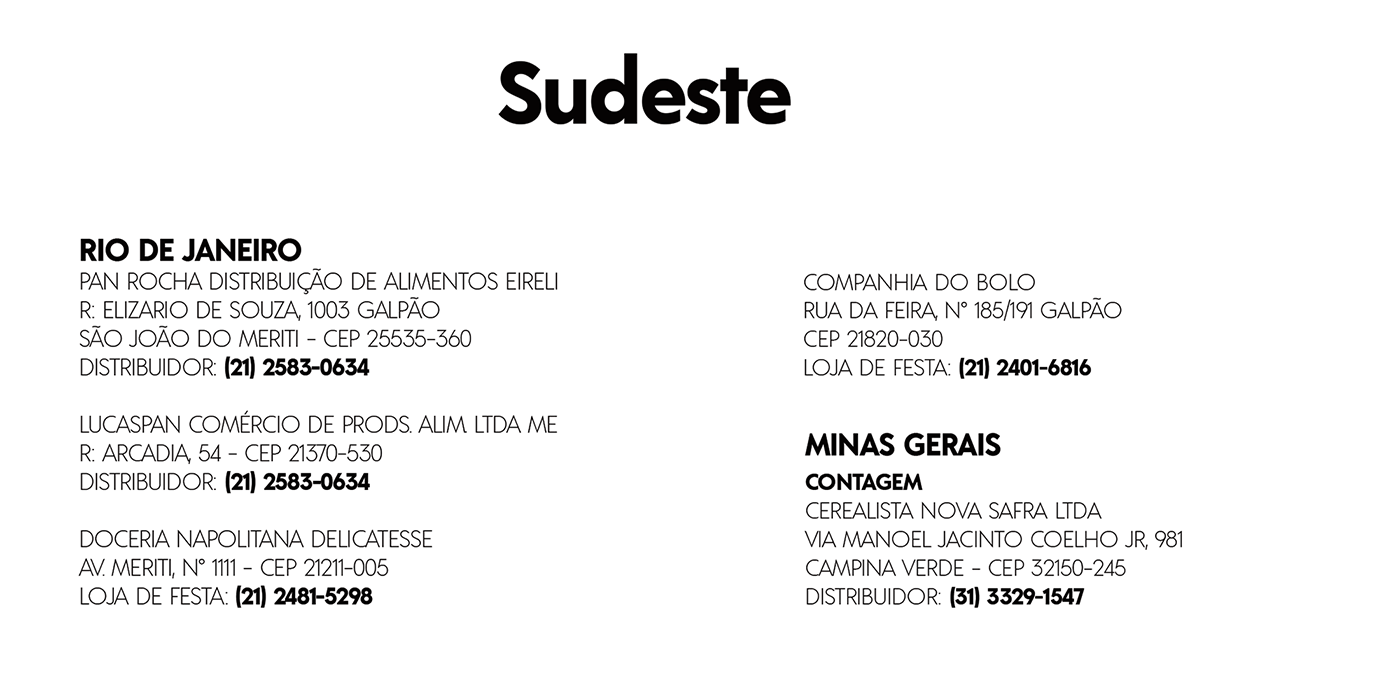 Sudeste
RIO DE JANEIRO
PAN ROCHA DISTRIBUIÇÃO DE ALIMENTOS EIRELI
R: ELIZARIO DE SOUZA, 1003 GALPÃO
SÃO JOÃO DO MERITI - CEP 25535-360
DISTRIBUIDOR: (21) 2583-0634
LUCASPAN COMÉRCIO DE PRODS. ALIM. LTDA ME
R: ARCADIA, 54 - CEP 21370-530
DISTRIBUIDOR: (21) 2583-0634
DOCERIA NAPOLITANA DELICATESSE
AV. MERITI, Nº 1111 - CEP 21211-005
LOJA DE FESTA: (21) 2481-5298
COMPANHIA DO BOLO
RUA DA FEIRA, Nº 185/191 GALPÃO
CEP 21820-030
LOJA DE FESTA: (21) 2401-6816
MINAS GERAIS
CONTAGEM
CEREALISTA NOVA SAFRA LTDA
VIA MANOEL JACINTO COELHO JR, 981
CAMPINA VERDE - CEP 32150-245
DISTRIBUIDOR: (31) 3329-1547